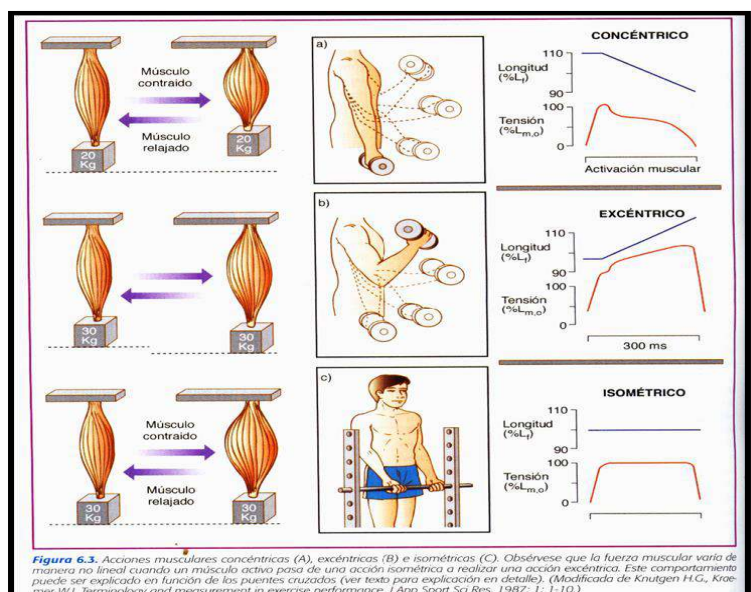 Músculo
contraido
Músculo
relajado
20
Kg
20
Kg
a)
CONCÉNTRICO
110
Longitud
(%Lf)
90
100
Tensión
(%Lm,o)
0
Activación muscular
30
Kg
30
Kg
b)
EXCÉNTRICO
110
Longitud
(%Lf)
90
100
Tensión
(%Lm,o)
0
300 ms
Músculo
contraido
Músculo
relajado
30
Kg
30
Kg
c)
ISOMÉTRICO
Longitud
(%Lf)
90
100
Tensión
(%Lm,o)
0
Figura 6.3. Acciones musculares concéntricas (A), excéntricas (B) e isométricas (C). Obsérvese que la fuerza muscular varía de
manera no lineal cuando un músculo activo pasa de una acción isométrica a realizar una acción excéntrica. Este comportamiento
puede ser explicado en función de los puentes cruzados (ver texto para explicación en detalle). (Modificada de Knutgen H.G., Krae-
mer W.J. Terminology and measurement in exercise performance. J App Sport Sci Res, 1987; 1: 1-10.)